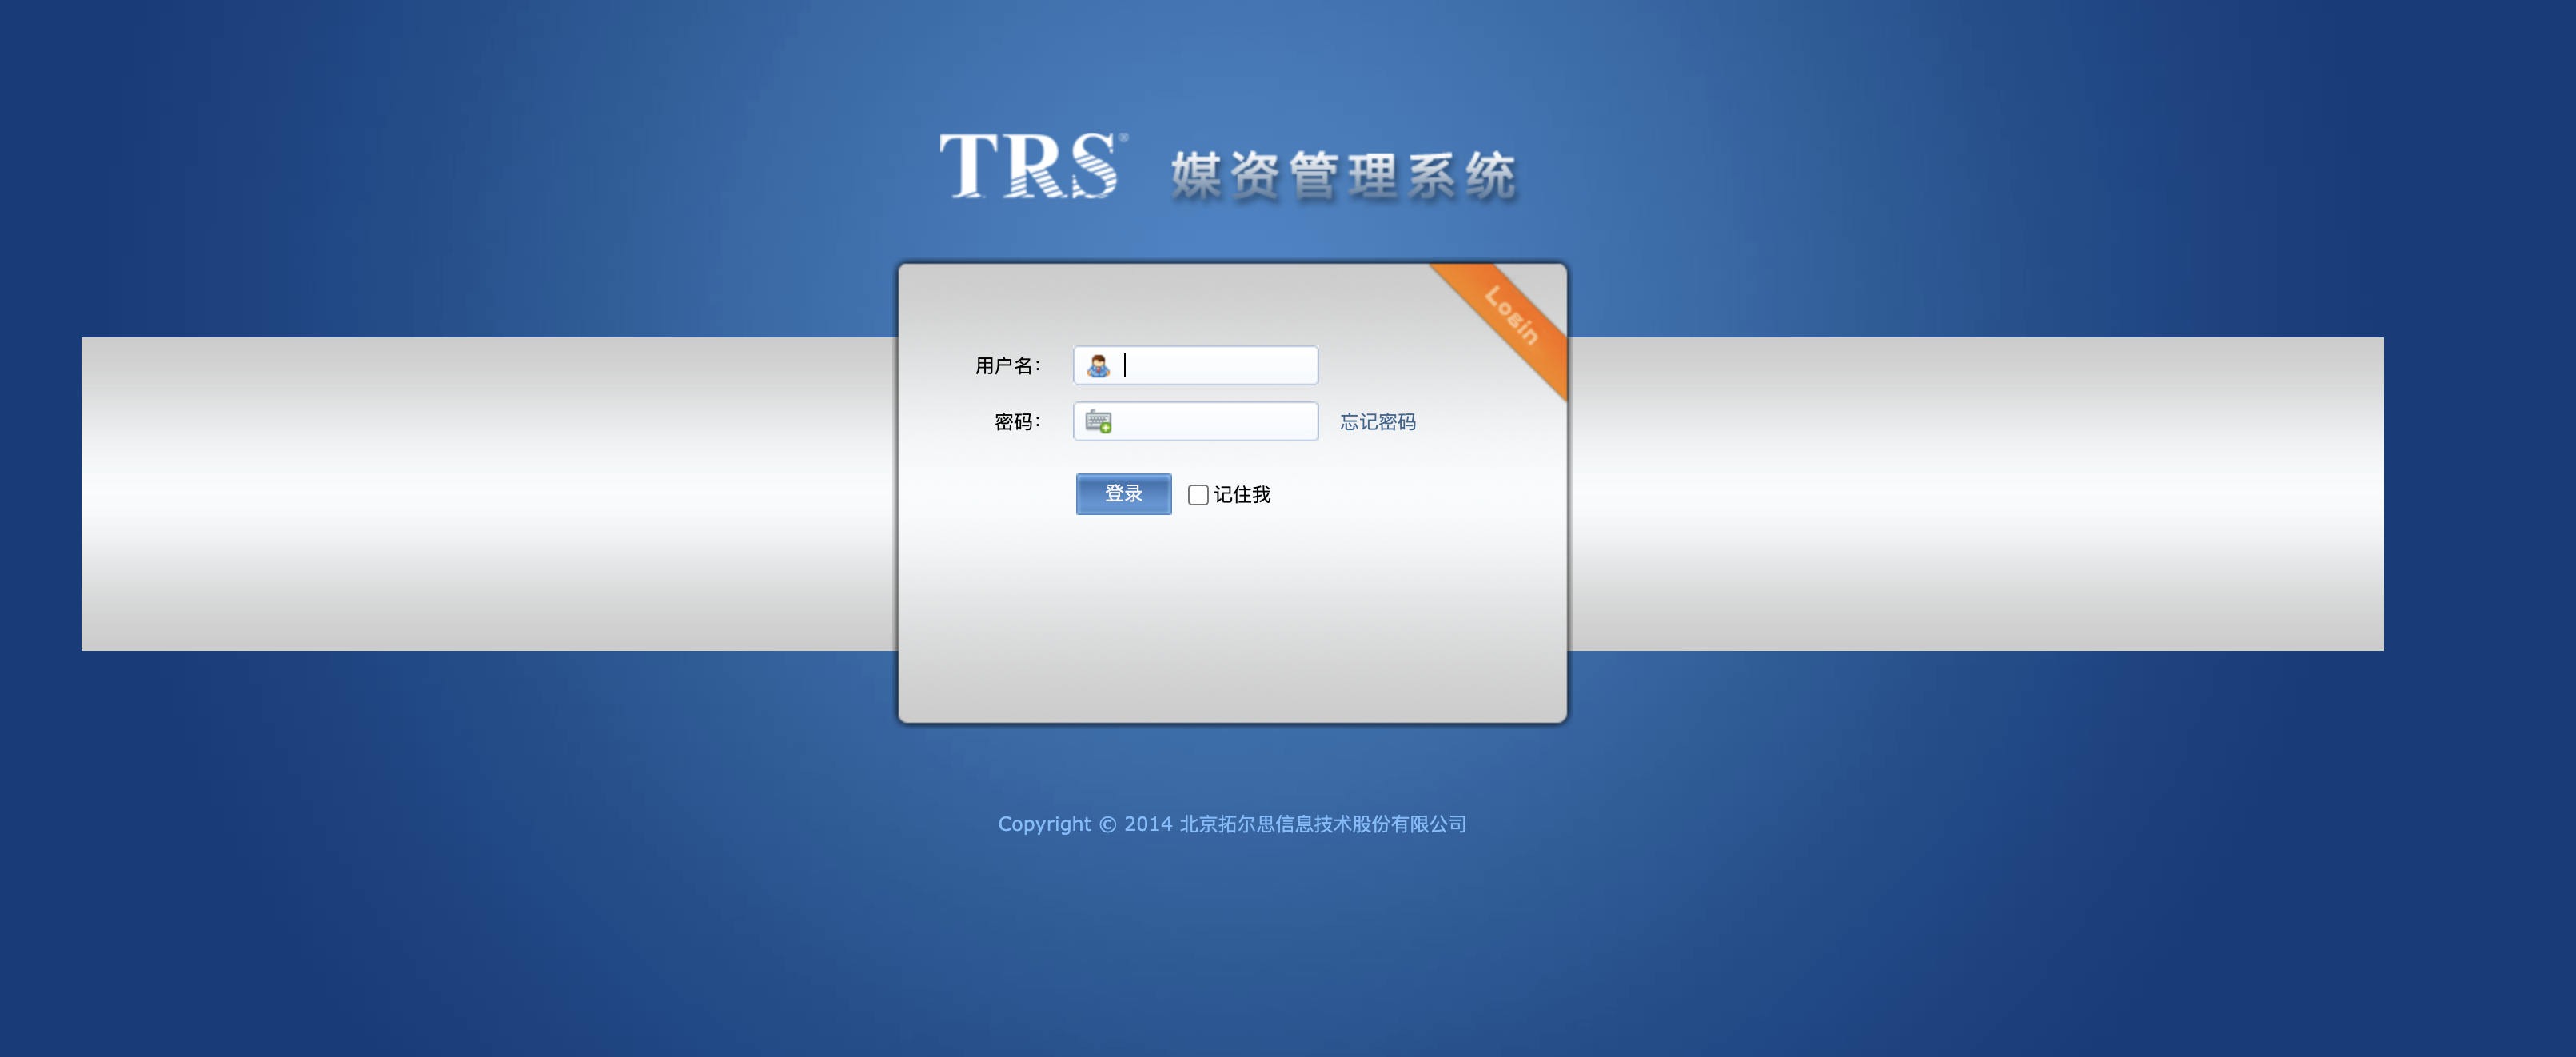 TRS® 媒资管理系统
Login
用户名：
密码： 忘记密码
登录 记住我
Copyright © 2014 北京拓尔思信息技术股份有限公司